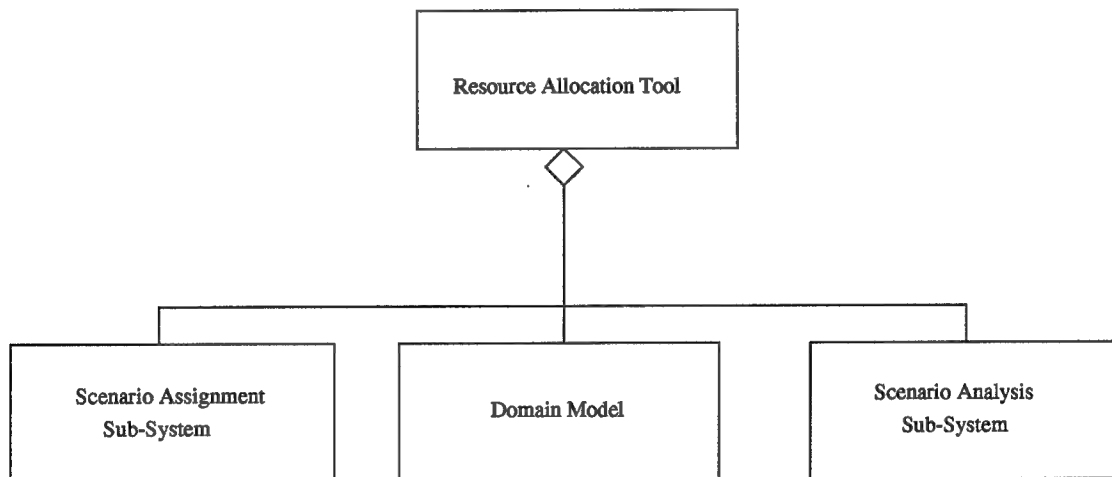 Resource Allocation Tool
Scenario Assignment
Sub-System
Domain Model
Scenario Analysis
Sub-System